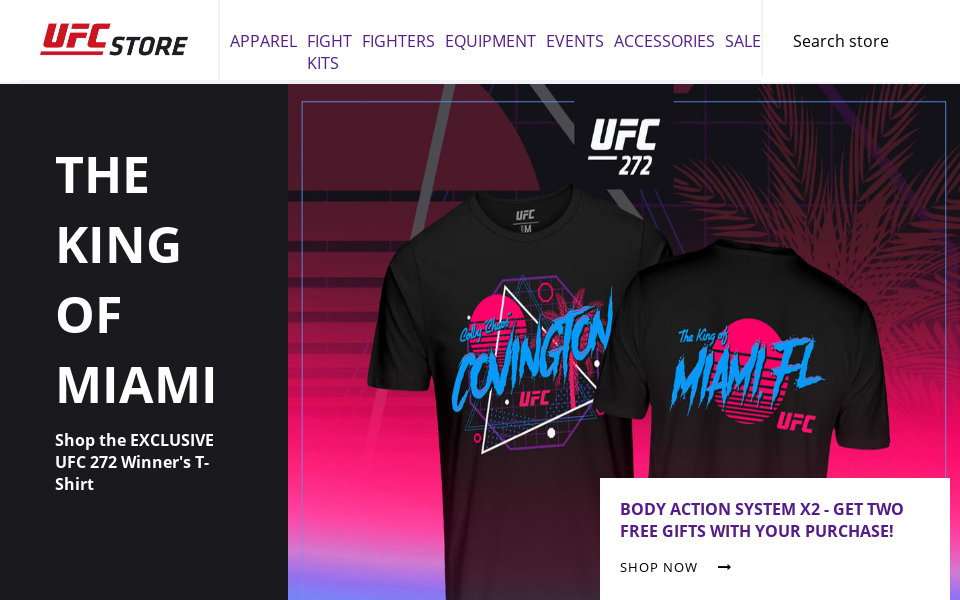 UFC STORE
APPAREL FIGHT KITS FIGHTERS EQUIPMENT EVENTS ACCESSORIES SALE
Search store
THE
KING
OF
MIAMI
Shop the EXCLUSIVE
UFC 272 Winner's T-
Shirt
UFC
272
UFC
M
Colby "Chaos"
COVINGTON
UFC
The King of
MIAMI FL
UFC
BODY ACTION SYSTEM X2 - GET TWO
FREE GIFTS WITH YOUR PURCHASE!
SHOP NOW